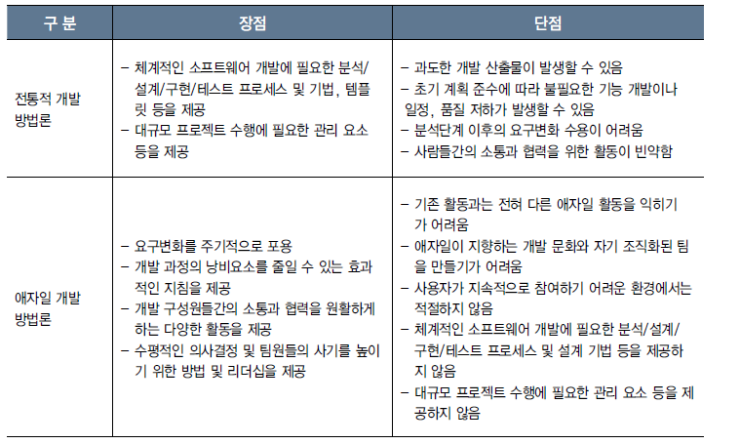 구 분
장점
단점
전통적 개발
방법론
– 체계적인 소프트웨어 개발에 필요한 분석/
설계/구현/테스트 프로세스 및 기법, 템플
릿 등을 제공
– 대규모 프로젝트 수행에 필요한 관리 요소
등을 제공
– 과도한 개발 산출물이 발생할 수 있음
– 초기 계획 준수에 따라 불필요한 기능 개발이나
일정, 품질 저하가 발생할 수 있음
– 분석단계 이후의 요구변화 수용이 어려움
– 사람들간의 소통과 협력을 위한 활동이 빈약함
애자일 개발
방법론
– 요구변화를 주기적으로 포용
– 개발 과정의 낭비요소를 줄일 수 있는 효과
적인 지침을 제공
– 개발 구성원들간의 소통과 협력을 원활하게
하는 다양한 활동을 제공
– 수평적인 의사결정 및 팀원들의 사기를 높이
기 위한 방법 및 리더십을 제공
– 기존 활동과는 전혀 다른 애자일 활동을 익히기
가 어려움
– 애자일이 지향하는 개발 문화와 자기 조직화된 팀
을 만들기가 어려움
– 사용자가 지속적으로 참여하기 어려운 환경에서는
적절하지 않음
– 체계적인 소프트웨어 개발에 필요한 분석/설계/
구현/테스트 프로세스 및 설계 기법 등을 제공하
지 않음
– 대규모 프로젝트 수행에 필요한 관리 요소 등을 제
공하지 않음